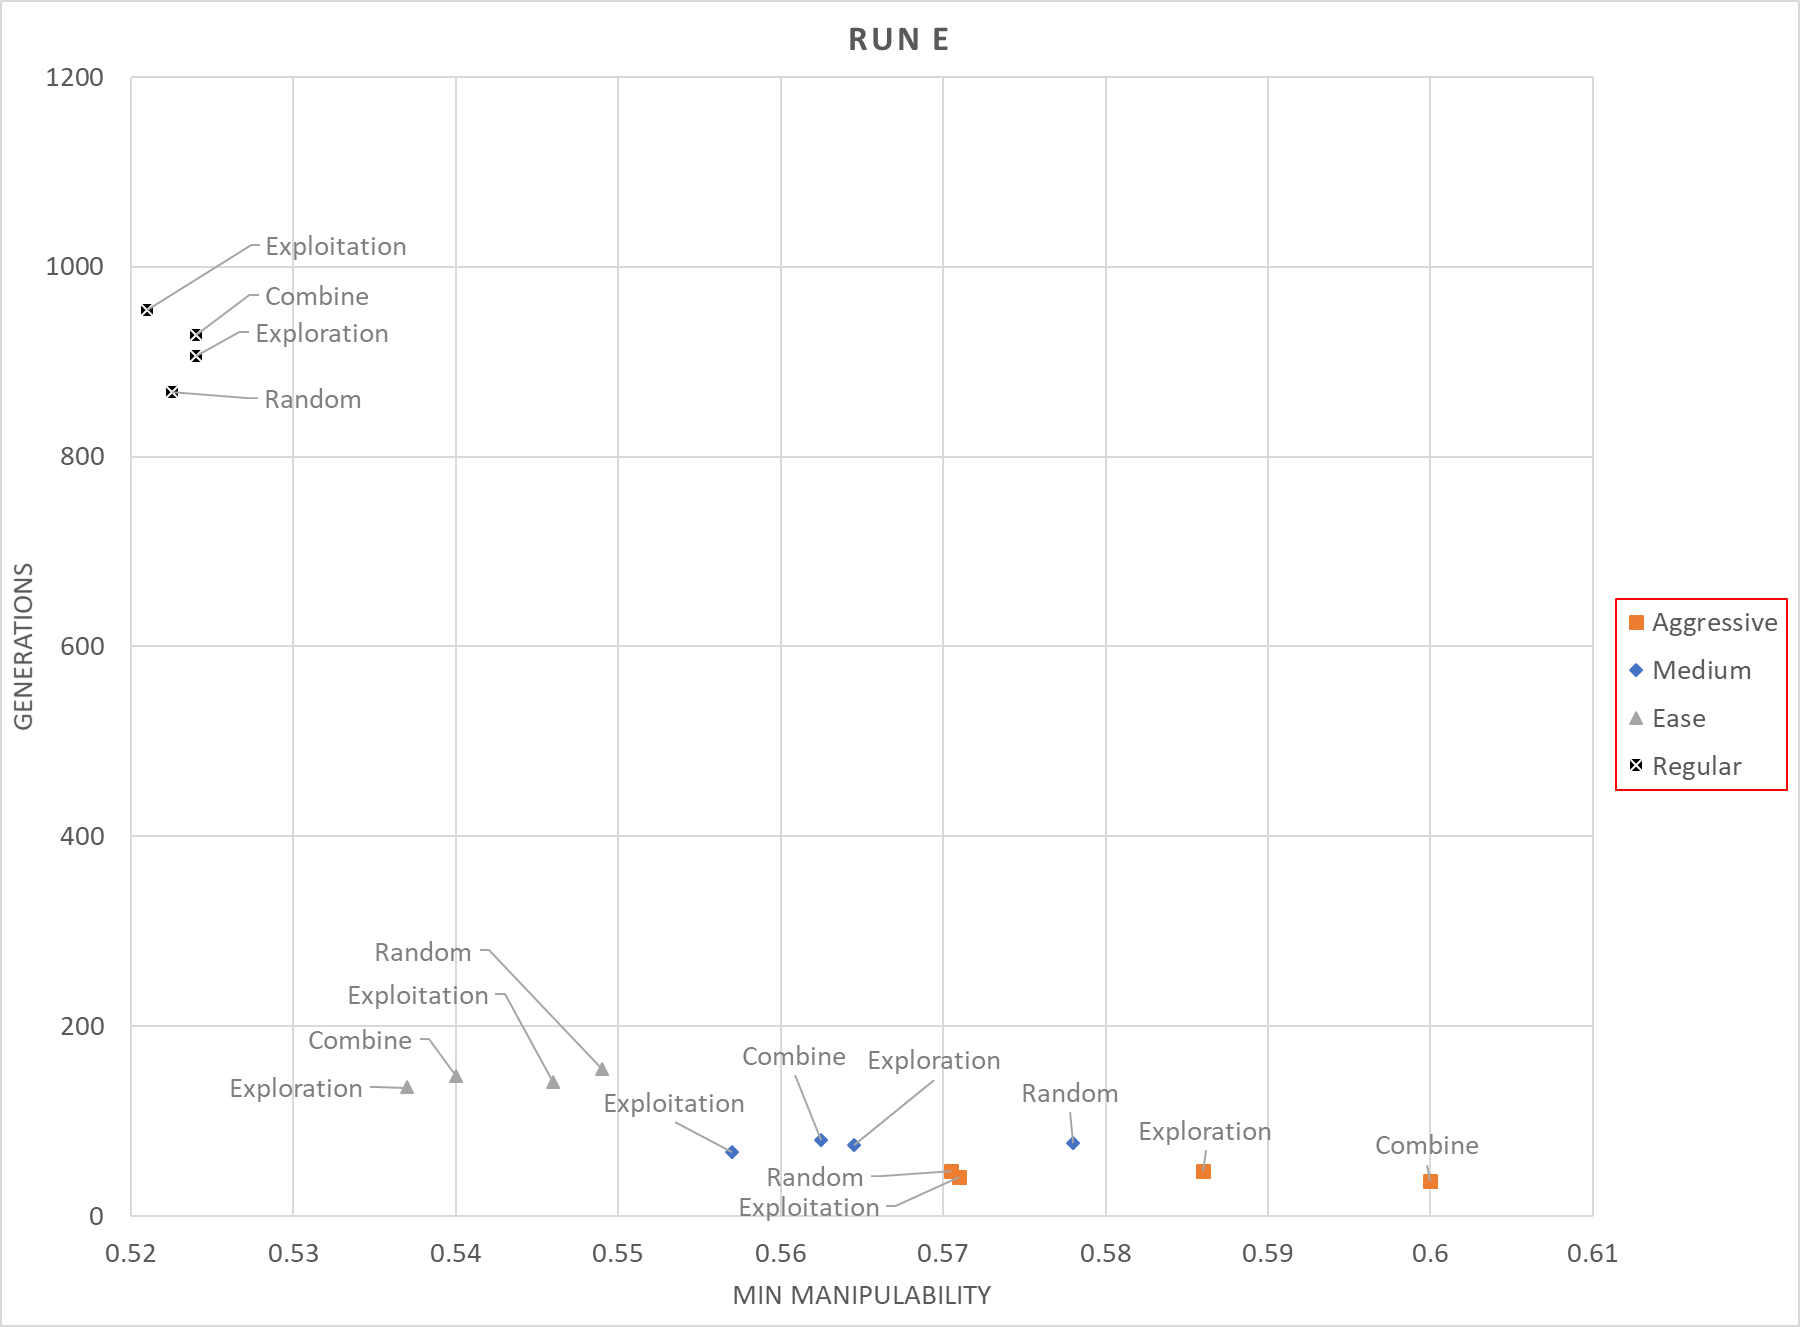 RUN E
1200
1000
800
600
400
200
0
GENERATIONS
Exploitation
Combine
Exploration
Random
Random
Exploitation
Combine
Exploration
Exploitation
Combine
Exploration
Random
Random
Exploitation
Exploration
Combine
0.52 0.53 0.54 0.55 0.56 0.57 0.58 0.59 0.6 0.61
MIN MANIPULABILITY
Aggressive
Medium
Ease
Regular